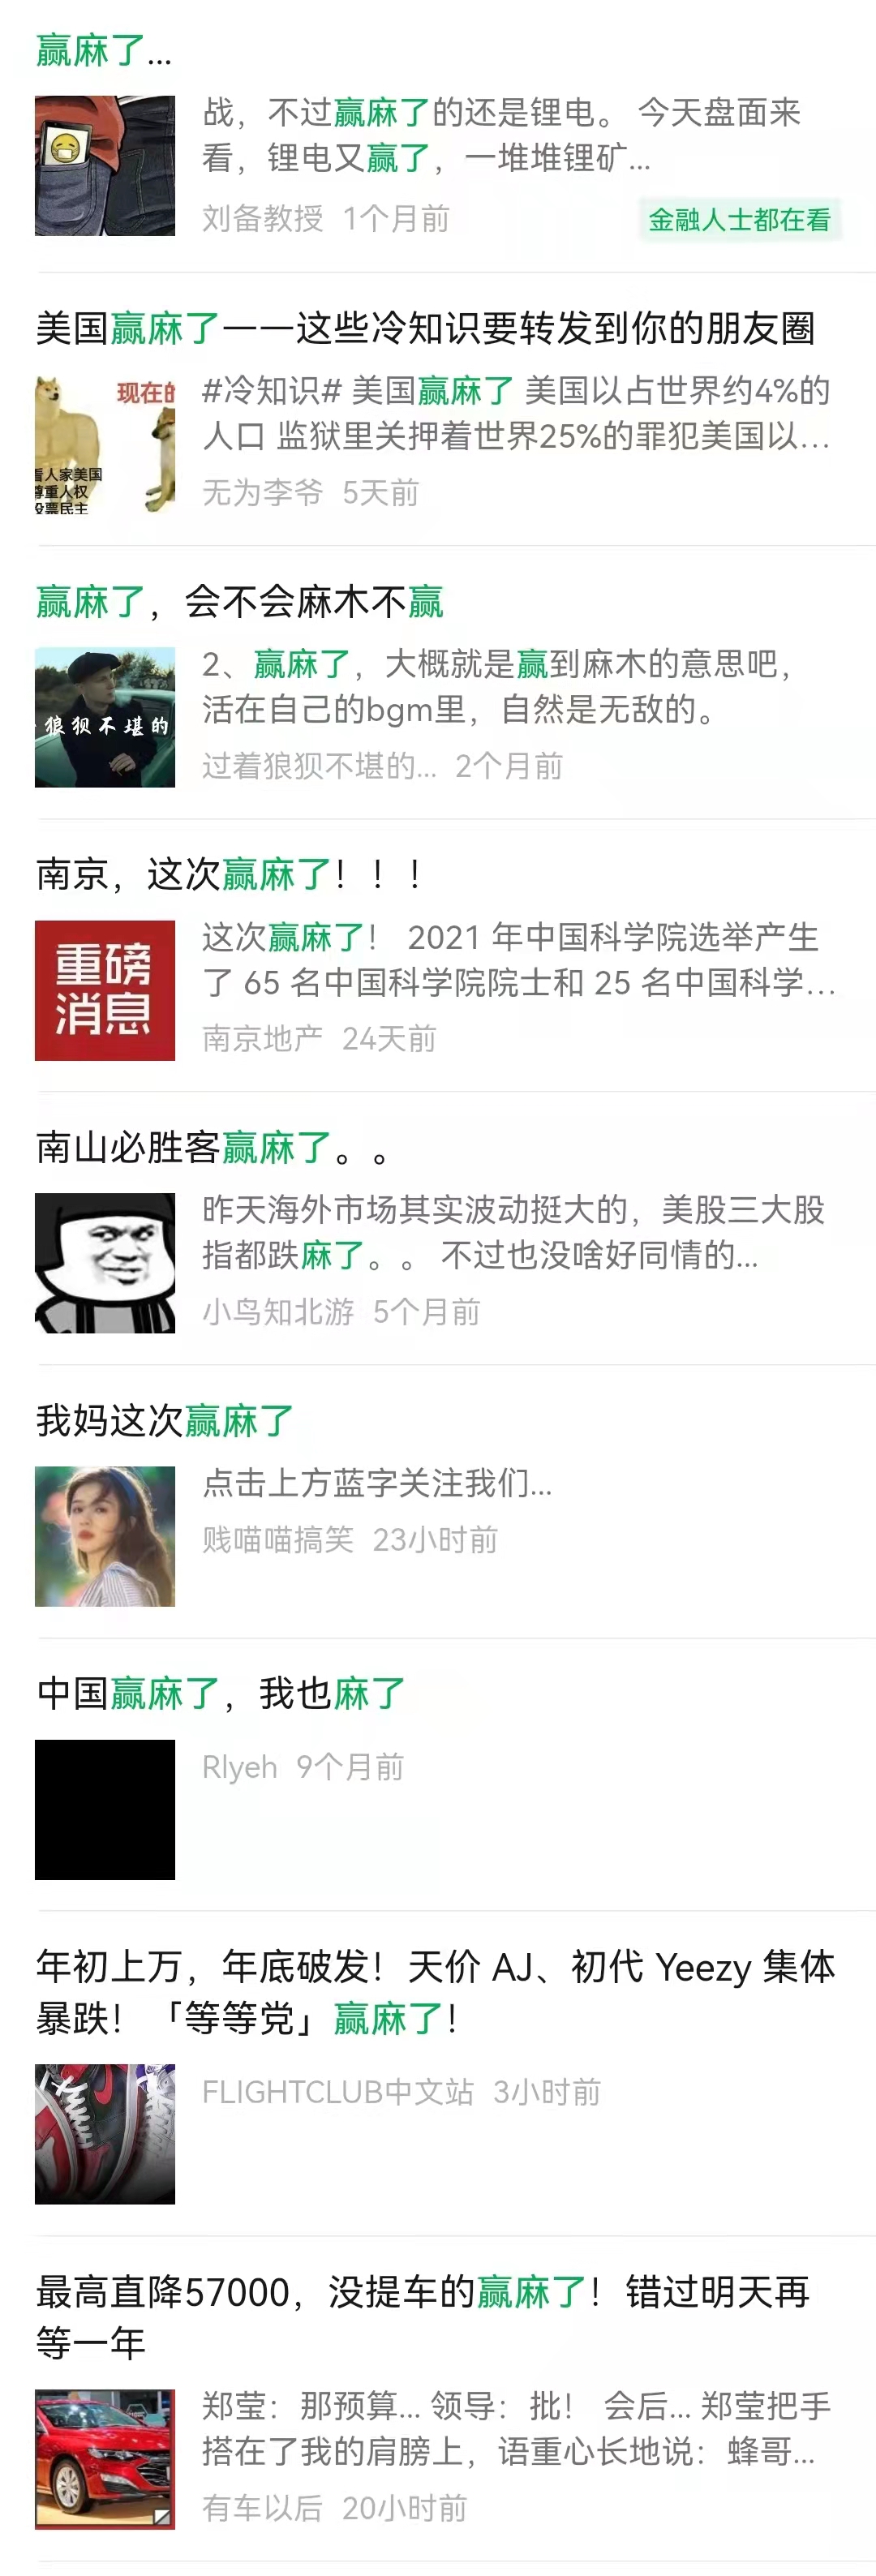 赢麻了...
战，不过赢麻了的还是锂电。 今天盘面来
看，锂电又赢了，一堆堆锂矿...
刘备教授 1个月前
金融人士都在看
美国赢麻了——这些冷知识要转发到你的朋友圈
现在的
看人家美国
尊重人权
投票民主
#冷知识# 美国赢麻了 美国以占世界约4%的
人口 监狱里关押着世界25%的罪犯美国以...
无为李爷 5天前
赢麻了，会不会麻木不赢
狼狈不堪的
2、赢麻了，大概就是赢到麻木的意思吧，
活在自己的bgm里，自然是无敌的。
过着狼狈不堪的... 2个月前
南京，这次赢麻了！！！
重磅
消息
这次赢麻了！ 2021 年中国科学院选举产生
了 65 名中国科学院院士和 25 名中国科学...
南京地产 24天前
南山必胜客赢麻了。。
昨天海外市场其实波动挺大的，美股三大股
指都跌麻了。。 不过也没啥好同情的...
小鸟知北游 5个月前
我妈这次赢麻了
点击上方蓝字关注我们...
贱喵喵搞笑 23小时前
中国赢麻了，我也麻了
Rlyeh 9个月前
年初上万，年底破发！天价 AJ、初代 Yeezy 集体
暴跌！「等等党」赢麻了！
FLIGHTCLUB中文站 3小时前
最高直降57000，没提车的赢麻了！错过明天再
等一年
郑莹：那预算... 领导：批！ 会后... 郑莹把手
搭在了我的肩膀上，语重心长地说：蜂哥...
有车以后 20小时前